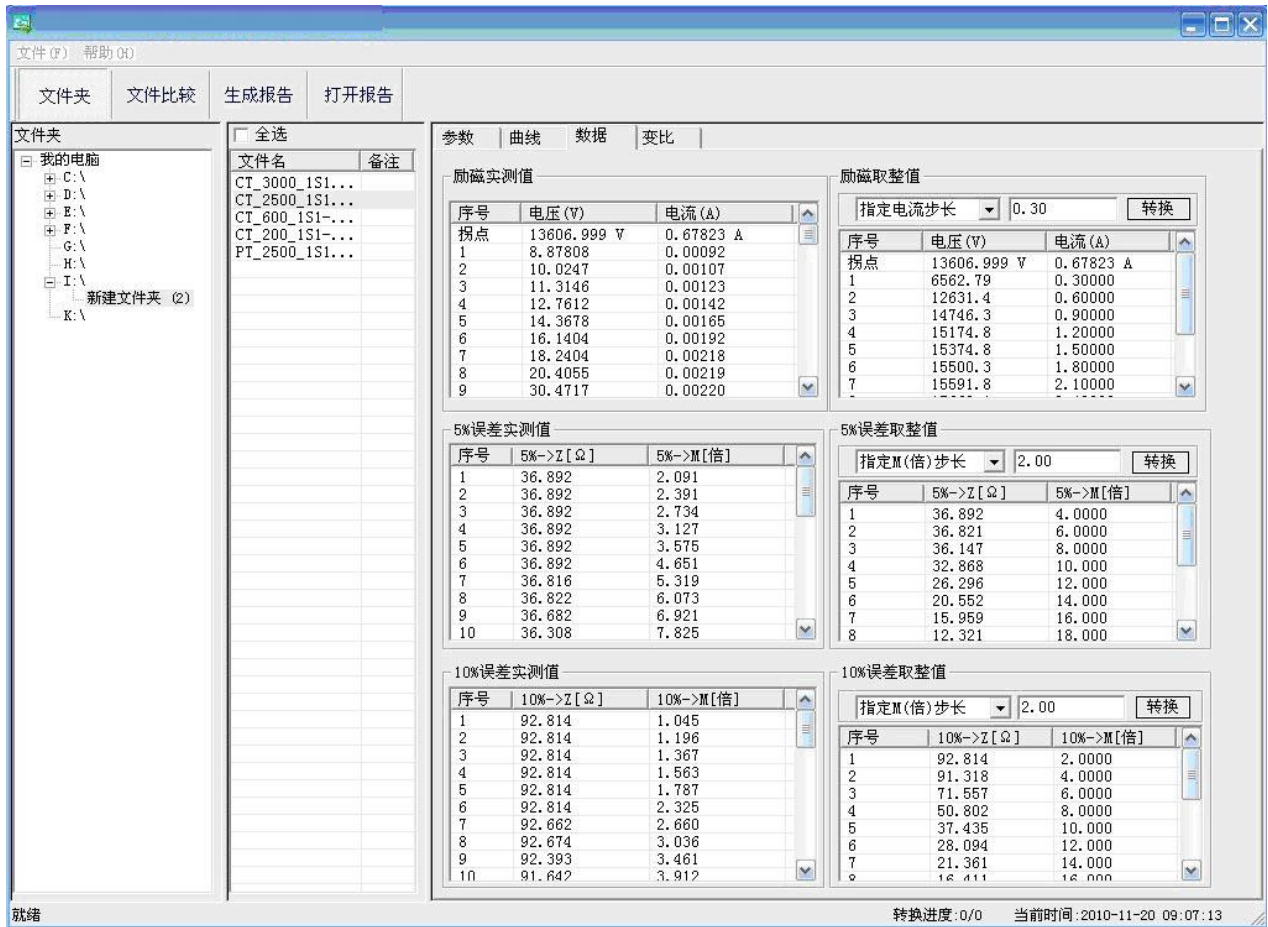 文件(F) 帮助(H)
文件夹 文件比较 生成报告 打开报告
文件夹
我的电脑
C:\
D:\
E:\
F:\
G:\
H:\
I:\
新建文件夹 (2)
K:\
全选
文件名 备注
CT_3000_1S1...
CT_2500_1S1...
CT_600_1S1-...
CT_200_1S1-...
PT_2500_1S1...
参数 曲线 数据 变比
励磁实测值
序号 电压(V) 电流(A)
拐点 13606.999 V 0.67823 A
1 8.87808 0.00092
2 10.0247 0.00107
3 11.3146 0.00123
4 12.7612 0.00142
5 14.3678 0.00165
6 16.1404 0.00192
7 18.2404 0.00218
8 20.4055 0.00219
9 30.4717 0.00220
励磁取整值
指定电流步长 0.30 转换
序号 电压(V) 电流(A)
拐点 13606.999 V 0.67823 A
1 6562.79 0.30000
2 12631.4 0.60000
3 14746.3 0.90000
4 15174.8 1.20000
5 15374.8 1.50000
6 15500.3 1.80000
7 15591.8 2.10000
5%误差实测值
序号 5%->Z[Ω] 5%->M[倍]
1 36.892 2.091
2 36.892 2.391
3 36.892 2.734
4 36.892 3.127
5 36.892 3.575
6 36.892 4.651
7 36.816 5.319
8 36.822 6.073
9 36.682 6.921
10 36.308 7.825
5%误差取整值
指定M(倍)步长 2.00 转换
序号 5%->Z[Ω] 5%->M[倍]
1 36.892 4.0000
2 36.821 6.0000
3 36.147 8.0000
4 32.868 10.000
5 26.296 12.000
6 20.552 14.000
7 15.959 16.000
8 12.321 18.000
10%误差实测值
序号 10%->Z[Ω] 10%->M[倍]
1 92.814 1.045
2 92.814 1.196
3 92.814 1.367
4 92.814 1.563
5 92.814 1.787
6 92.814 2.325
7 92.662 2.660
8 92.674 3.036
9 92.393 3.461
10 91.642 3.912
10%误差取整值
指定M(倍)步长 2.00 转换
序号 10%->Z[Ω] 10%->M[倍]
1 92.814 2.0000
2 91.318 4.0000
3 71.557 6.0000
4 50.802 8.0000
5 37.435 10.000
6 28.094 12.000
7 21.361 14.000
8 16.411 16.000
就绪 转换进度:0/0 当前时间:2010-11-20 09:07:13